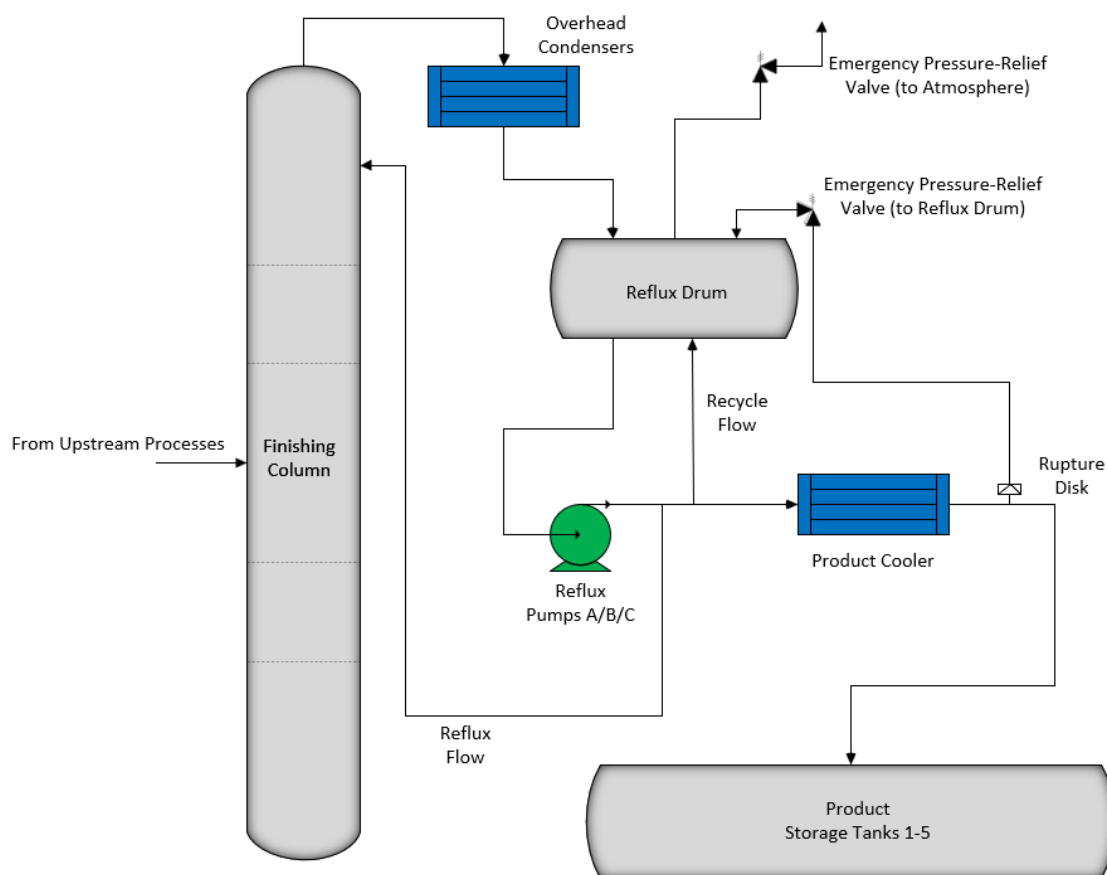 Overhead
Condensers
Emergency Pressure-Relief
Valve (to Atmosphere)
Emergency Pressure-Relief
Valve (to Reflux Drum)
Reflux Drum
Recycle
Flow
From Upstream Processes
Finishing
Column
Rupture
Disk
Product Cooler
Reflux
Pumps A/B/C
Reflux
Flow
Product
Storage Tanks 1-5